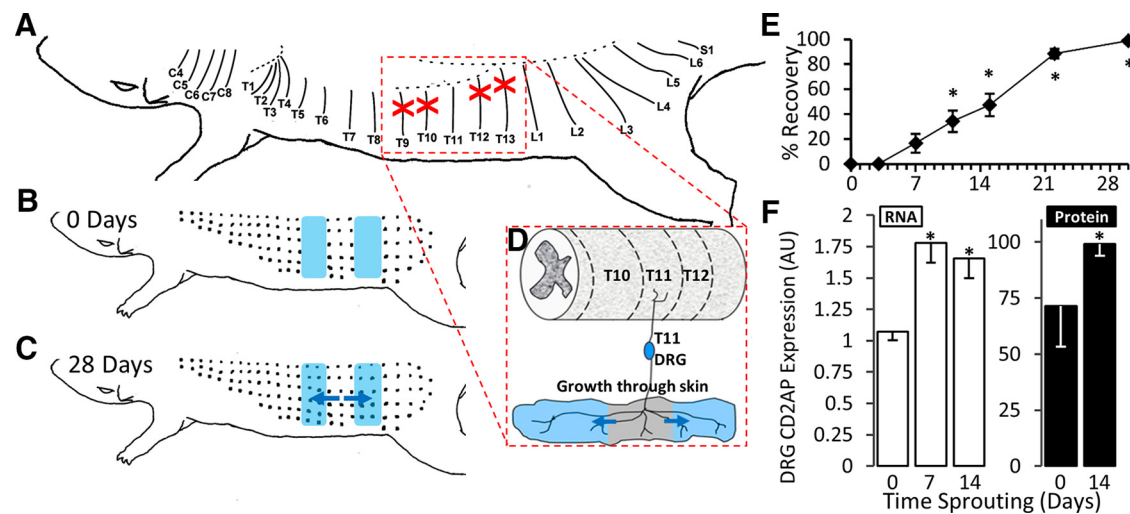 A
C4
C5
C6
C7
C8
T1
T2
T3
T4
T5
T6
T7
T8
T9
T10
T11
T12
T13
L1
L2
L3
L4
L5
L6
S1
B
0 Days
C
28 Days
D
T10 T11 T12
T11
DRG
Growth through skin
E
% Recovery
100
80
60
40
20
0
0 7 14 21 28
* * * *
F
DRG CD2AP Expression (AU)
RNA
2
1.75
1.5
1.25
1
0.75
0.5
0.25
0
* *
0 7 14
Protein
100
75
50
25
0
*
0 14
Time Sprouting (Days)